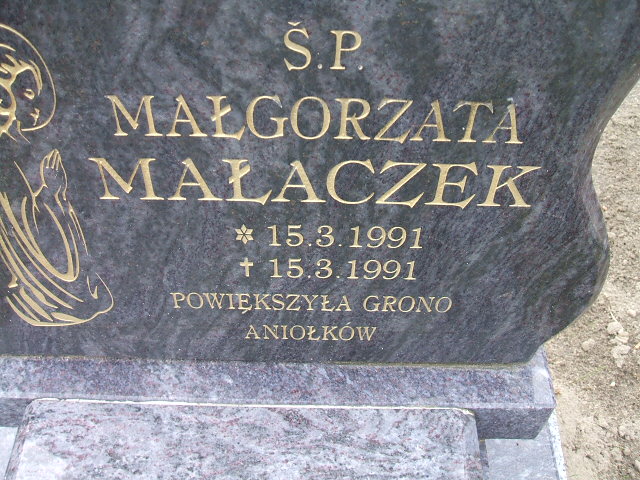 Ś.P.
MAŁGORZATA
MAŁACZEK
* 15.3.1991
✝ 15.3.1991
POWIĘKSZYŁA GRONO
ANIOŁKÓW